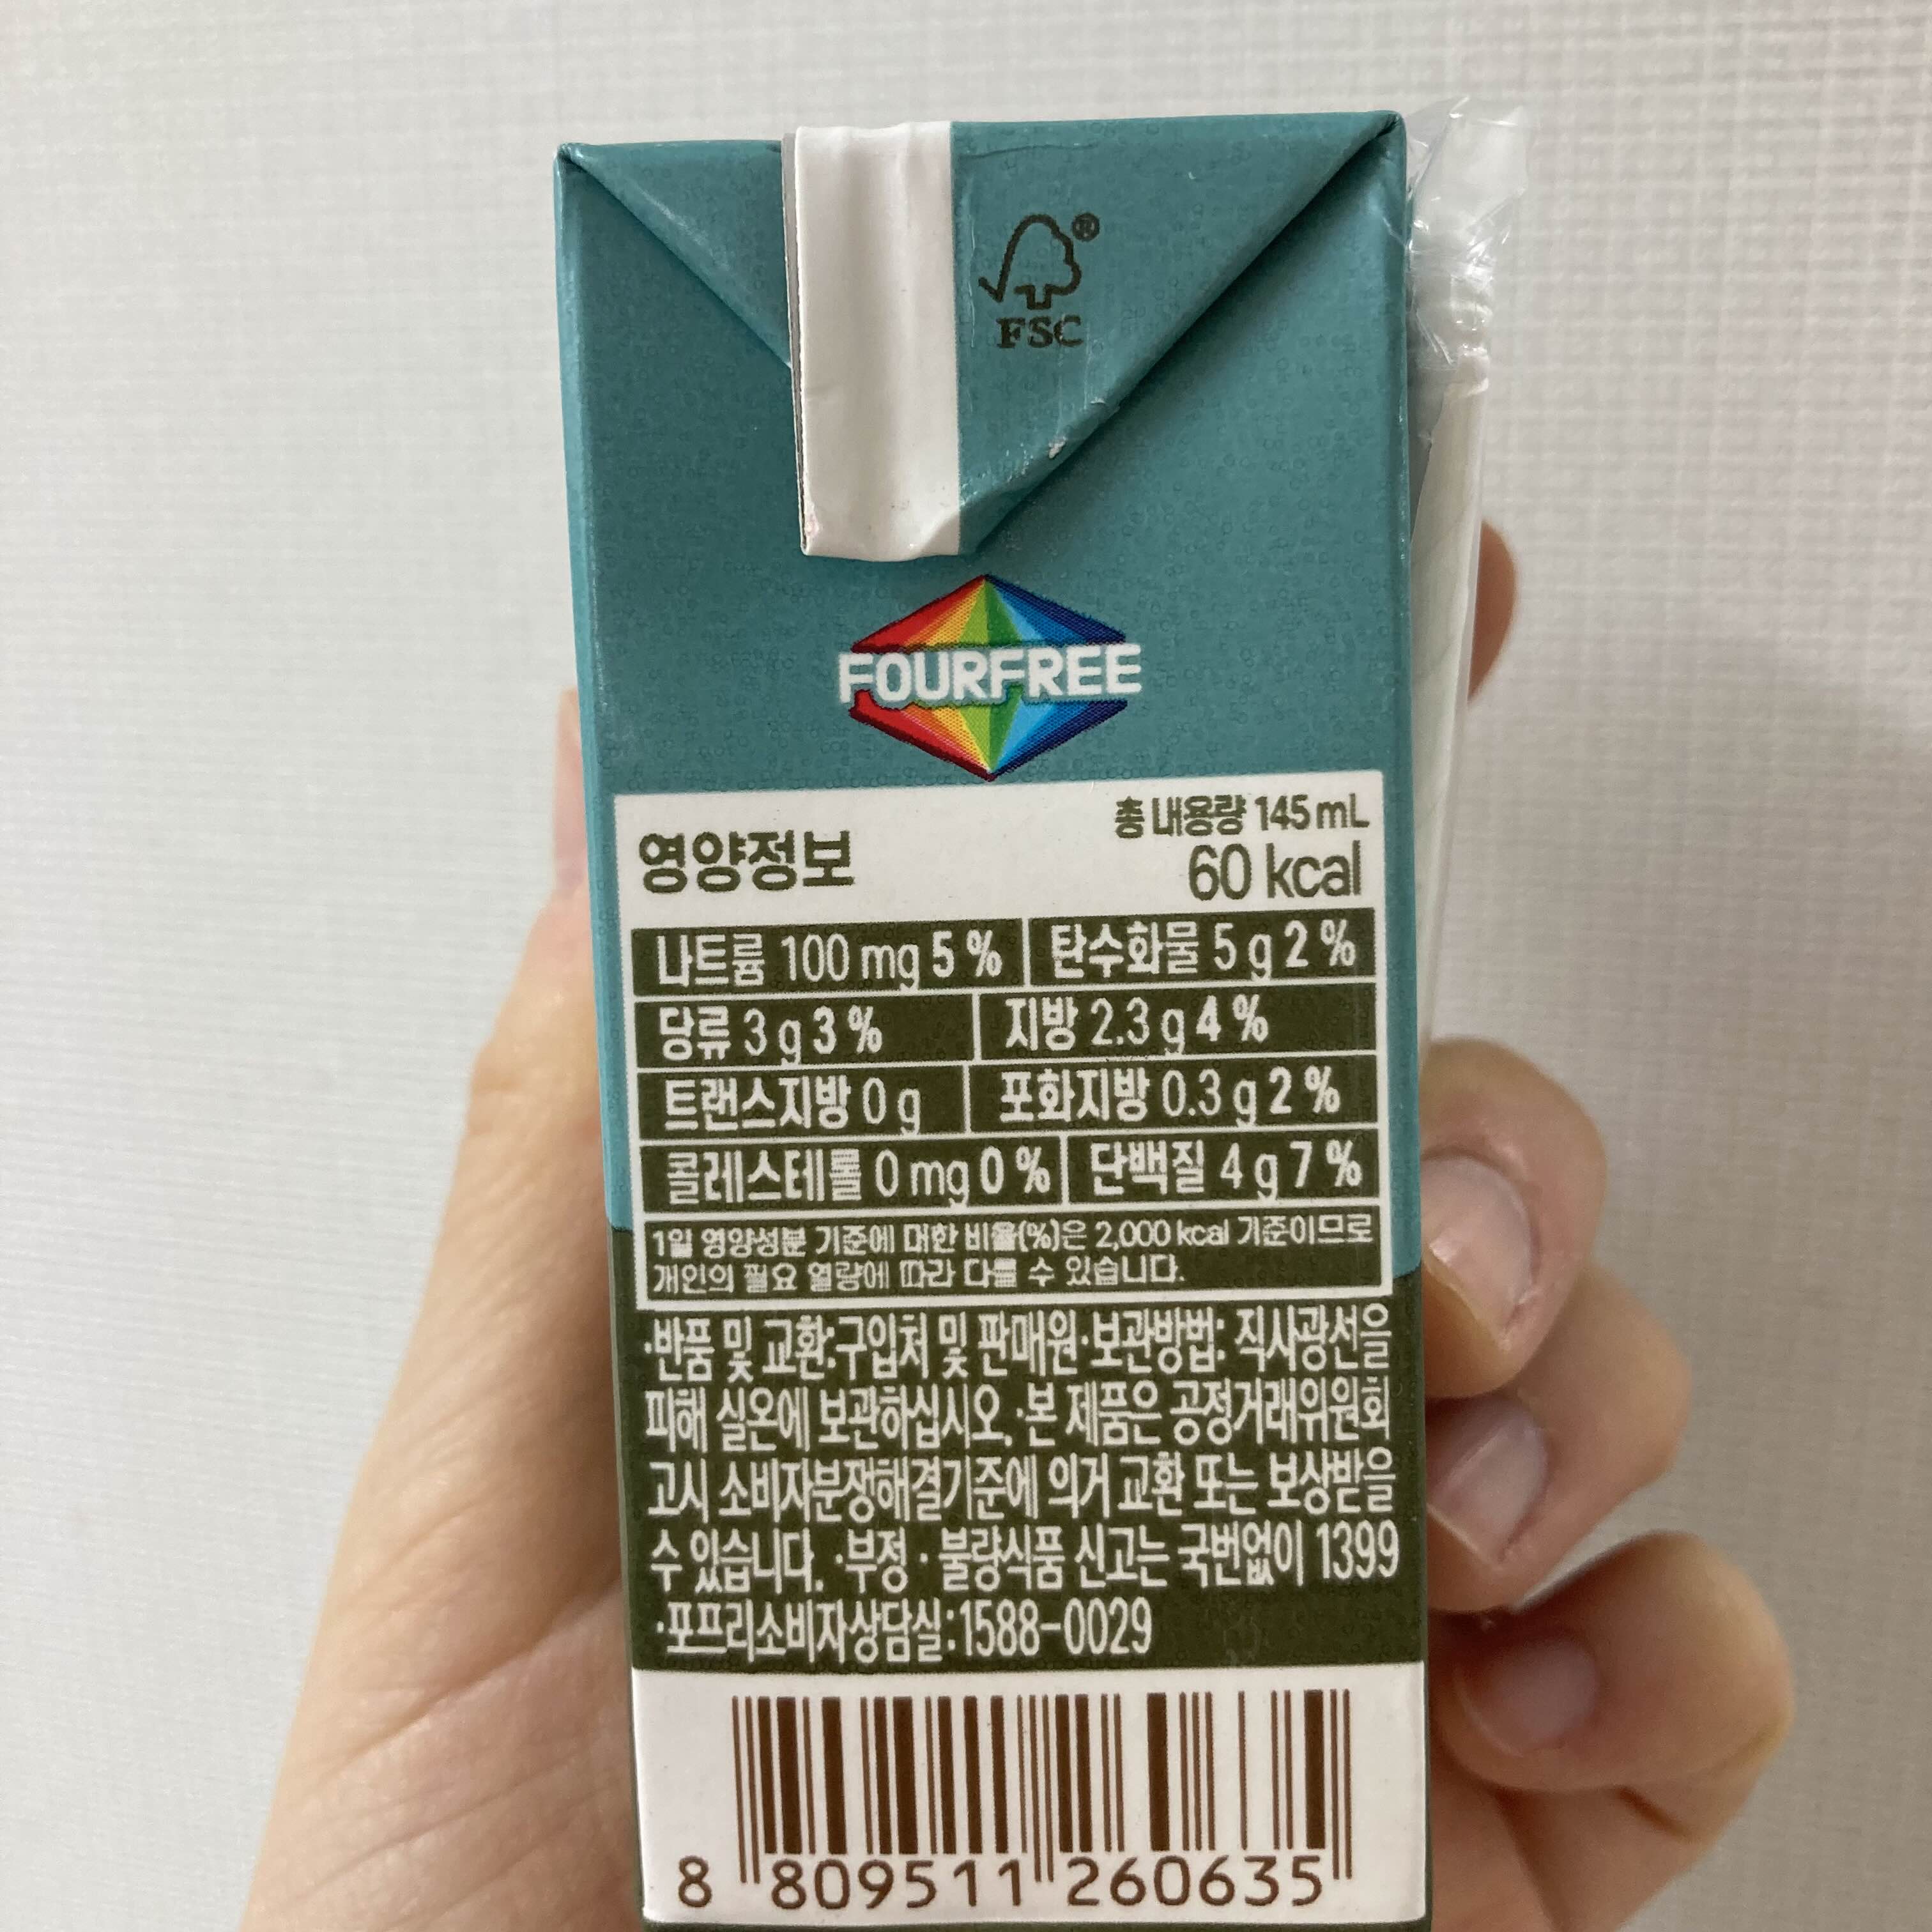 ®
FSC
FOURFREE
총 내용량 145 mL
영양정보
60 kcal
나트륨 100 mg 5 % 탄수화물 5 g 2 %
당류 3 g 3 % 지방 2.3 g 4 %
트랜스지방 0 g 포화지방 0.3 g 2 %
콜레스테롤 0 mg 0 % 단백질 4 g 7 %
1일 영양성분 기준에 대한 비율(%)은 2,000 kcal 기준이므로
개인의 필요 열량에 따라 다를 수 있습니다.
·반품 및 교환:구입처 및 판매원·보관방법: 직사광선을
피해 실온에 보관하십시오. ·본 제품은 공정거래위원회
고시 소비자분쟁해결기준에 의거 교환 또는 보상받을
수 있습니다. ·부정 · 불량식품 신고는 국번없이 1399
·포프리소비자상담실:1588-0029
8 809511 260635